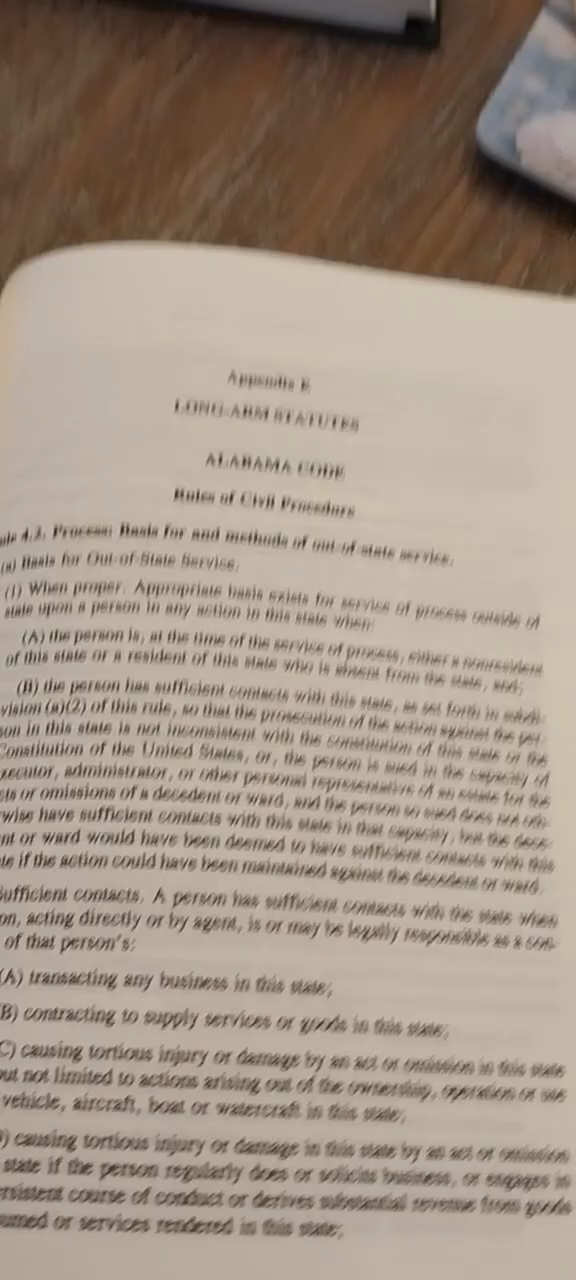 Appendix E
LONG-ARM STATUTES
ALABAMA CODE
Rules of Civil Procedure
ule 4.2. Process: Basis for and methods of out-of-state service.
(a) Basis for Out-of-State Service.
(1) When proper. Appropriate basis exists for service of process outside of
state upon a person in any action in this state when:
(A) the person is, at the time of the service of process, either a nonresident
of this state or a resident of this state who is absent from the state, and;
(B) the person has sufficient contacts with this state, as set forth in subdi-
vision (a)(2) of this rule, so that the prosecution of the action against the per-
son in this state is not inconsistent with the constitution of this state or the
Constitution of the United States, or, the person is sued in the capacity of
xecutor, administrator, or other personal representative of an estate for the
cts or omissions of a decedent or ward, and the person so sued does not oth-
rwise have sufficient contacts with this state in that capacity, but the dece-
nt or ward would have been deemed to have sufficient contacts with this
te if the action could have been maintained against the decedent or ward.
Sufficient contacts. A person has sufficient contacts with the state when
on, acting directly or by agent, is or may be legally responsible as a con-
of that person's:
(A) transacting any business in this state;
B) contracting to supply services or goods in this state;
C) causing tortious injury or damage by an act or omission in this state
out not limited to actions arising out of the ownership, operation or use
vehicle, aircraft, boat or watercraft in this state;
) causing tortious injury or damage in this state by an act or omission
state if the person regularly does or solicits business, or engages in
rsistent course of conduct or derives substantial revenue from goods
sumed or services rendered in this state;